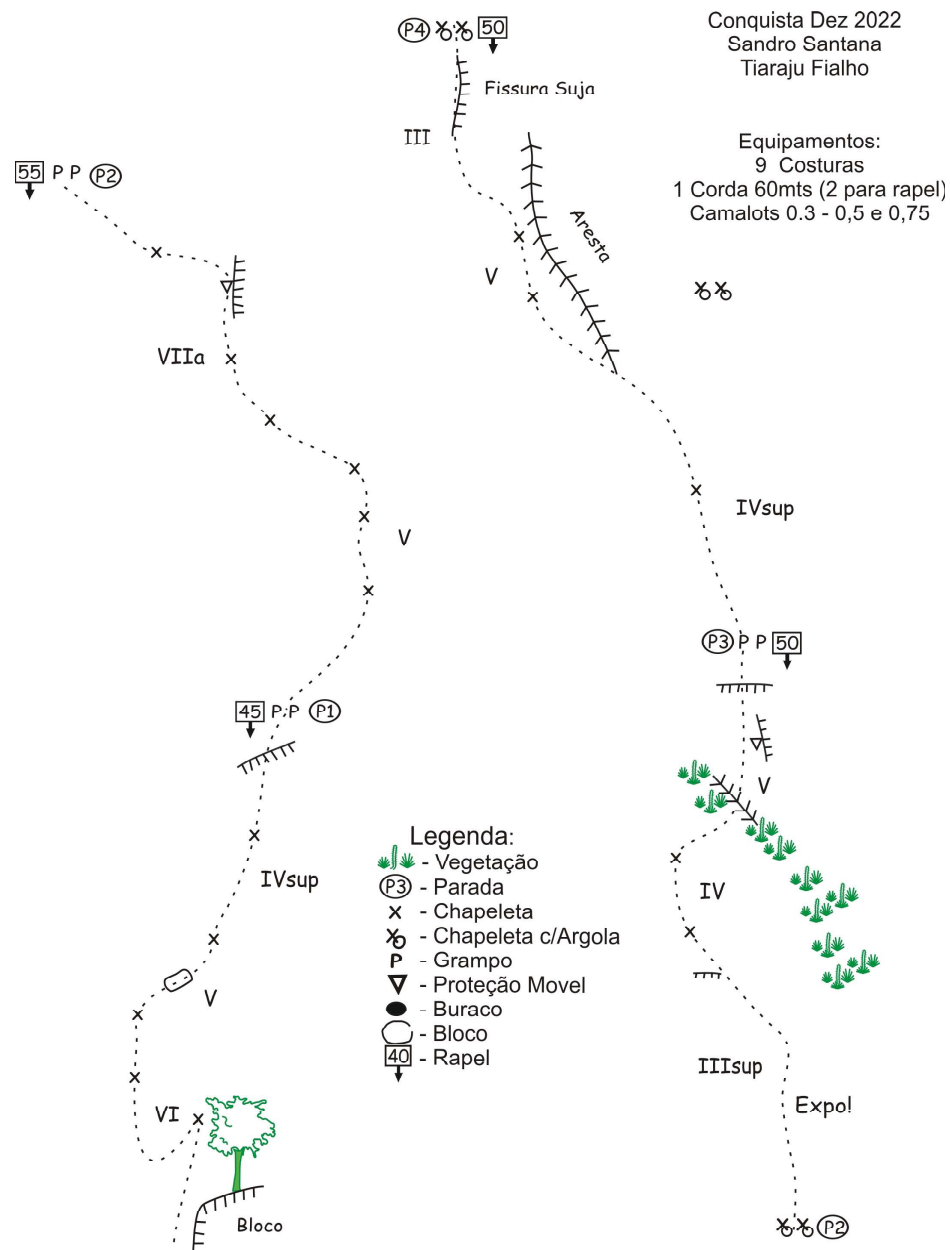 Conquista Dez 2022
Sandro Santana
Tiaraju Fialho
Equipamentos:
9 Costuras
1 Corda 60mts (2 para rapel)
Camalots 0.3 - 0,5 e 0,75
P4 50
Fissura Suja
III
Aresta
V
IVsup
P3 P P 50
V
IV
IIIsup
Expo!
P2
55 P P P2
VIIa
V
45 P P P1
IVsup
V
VI
Bloco
Legenda:
- Vegetação
P3 - Parada
x - Chapeleta
- Chapeleta c/Argola
P - Grampo
- Proteção Movel
- Buraco
- Bloco
40 - Rapel